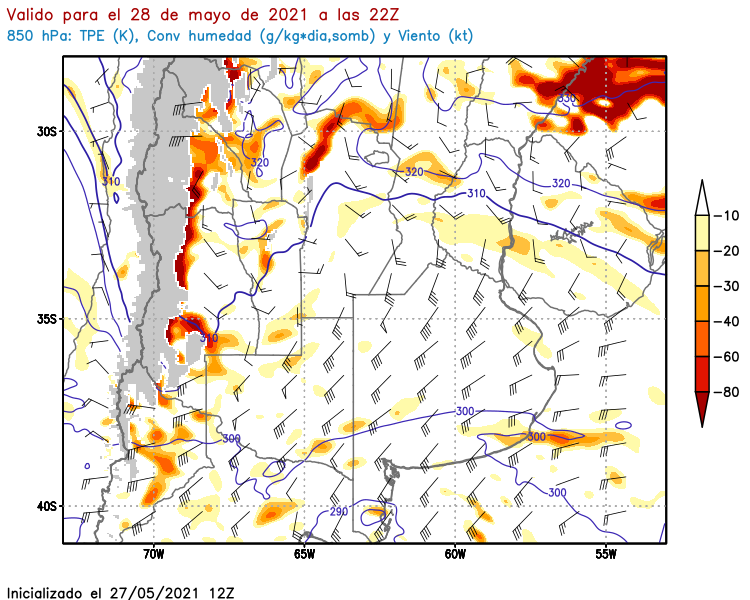 Valido para el 28 de mayo de 2021 a las 22Z
850 hPa: TPE (K), Conv humedad (g/kg*dia,somb) y Viento (kt)
330
30S
320
320
310
310
-10
-20
-30
35S
310
-40
-60
-80
300
300
300
300
290
40S
70W 65W 60W 55W
Inicializado el 27/05/2021 12Z